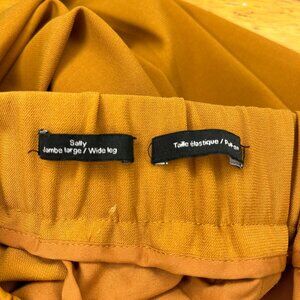 Sally
Jambe large / Wide leg
Taille élastique / Pull-on